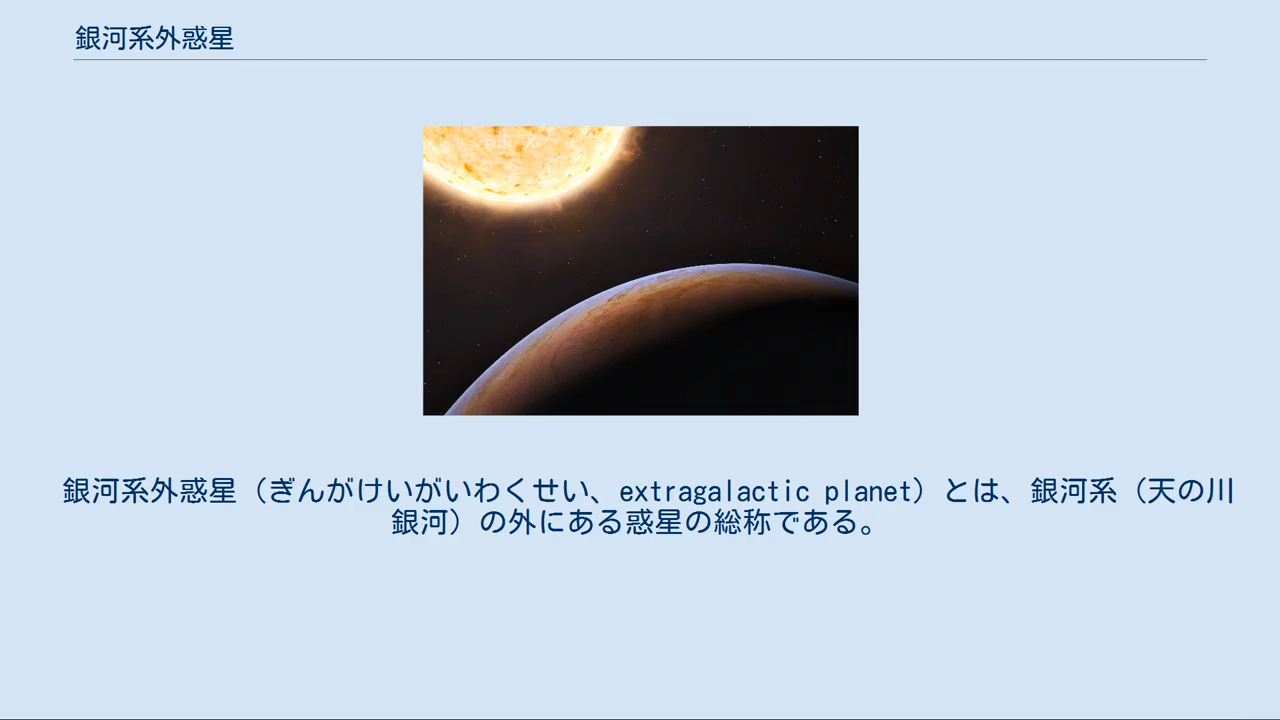 銀河系外惑星
銀河系外惑星（ぎんがけいがいわくせい、extragalactic planet）とは、銀河系（天の川
銀河）の外にある惑星の総称である。